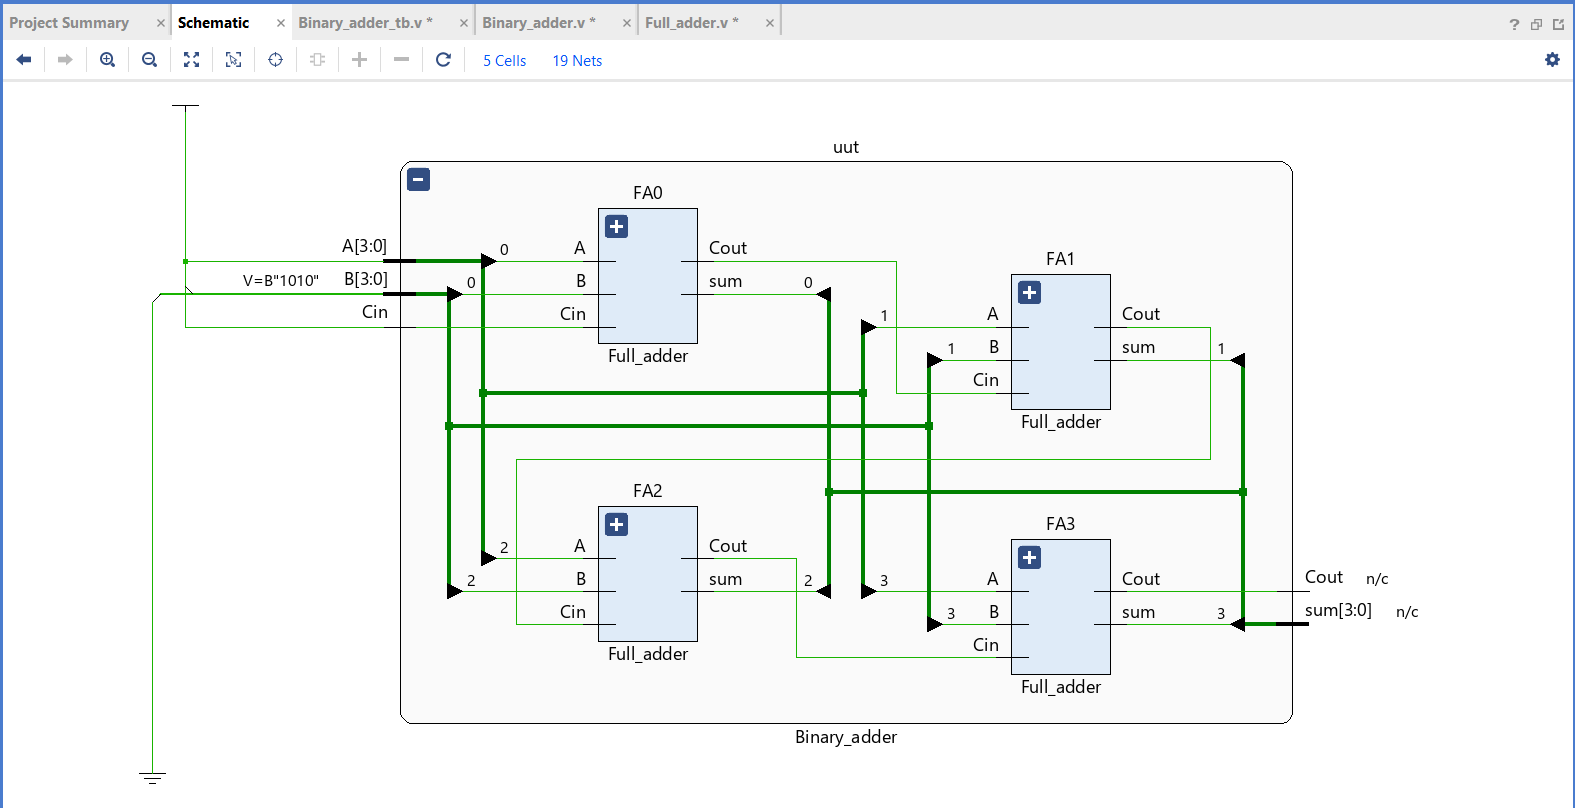 Project Summary × Schematic × Binary_adder_tb.v * × Binary_adder.v * × Full_adder.v * ×
?
5 Cells 19 Nets
uut
FA0
A[3:0] 0 A Cout
V=B"1010" B[3:0] 0 B sum 0
Cin Cin
Full_adder
FA1
1 A Cout
1 B sum 1
Cin
Full_adder
FA2
2 A Cout
2 B sum 2
Cin
Full_adder
FA3
3 A Cout Cout n/c
3 B sum 3 sum[3:0] n/c
Cin
Full_adder
Binary_adder